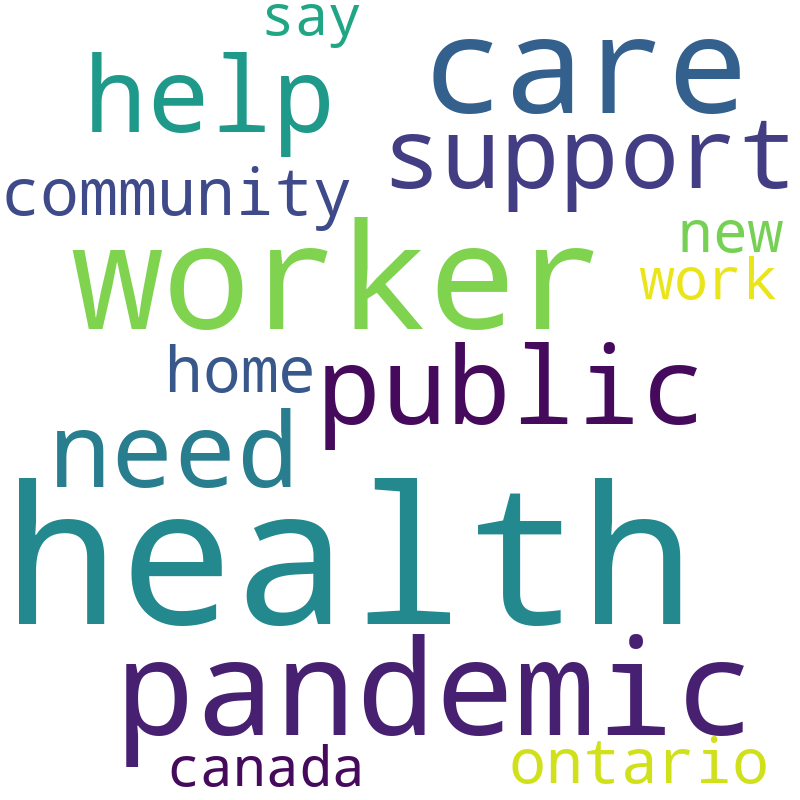 say
help
care
support
community
worker
new
work
home
public
need
health
pandemic
canada
ontario